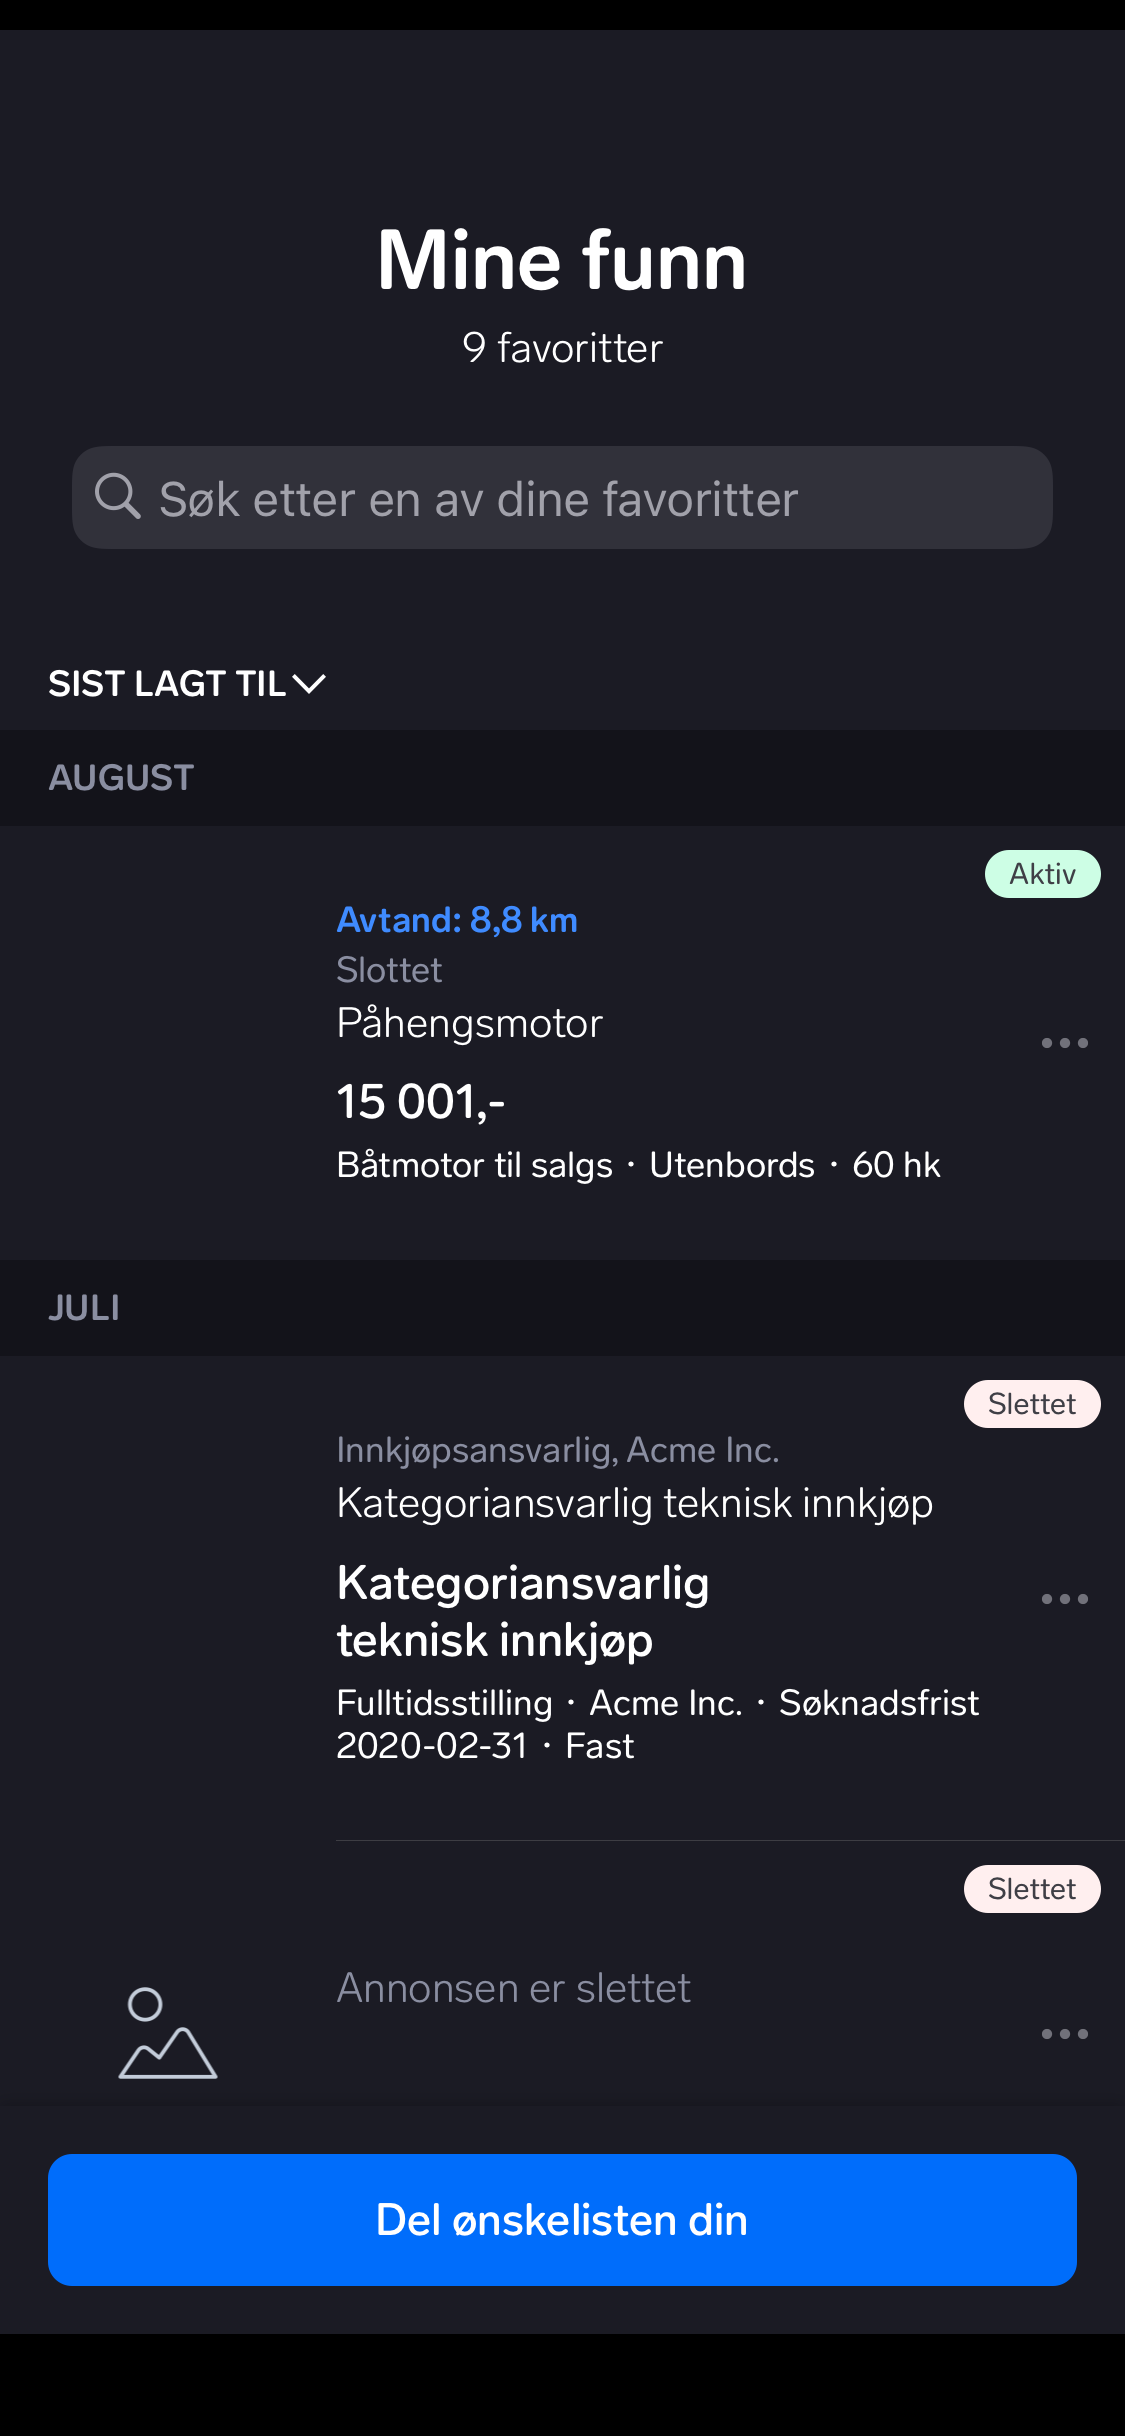 Mine funn
9 favoritter
Søk etter en av dine favoritter
SIST LAGT TIL
AUGUST
Aktiv
Avtand: 8,8 km
Slottet
Påhengsmotor
15 001,-
Båtmotor til salgs · Utenbords · 60 hk
JULI
Slettet
Innkjøpsansvarlig, Acme Inc.
Kategoriansvarlig teknisk innkjøp
Kategoriansvarlig
teknisk innkjøp
Fulltidsstilling · Acme Inc. · Søknadsfrist
2020-02-31 · Fast
Slettet
Annonsen er slettet
Del ønskelisten din